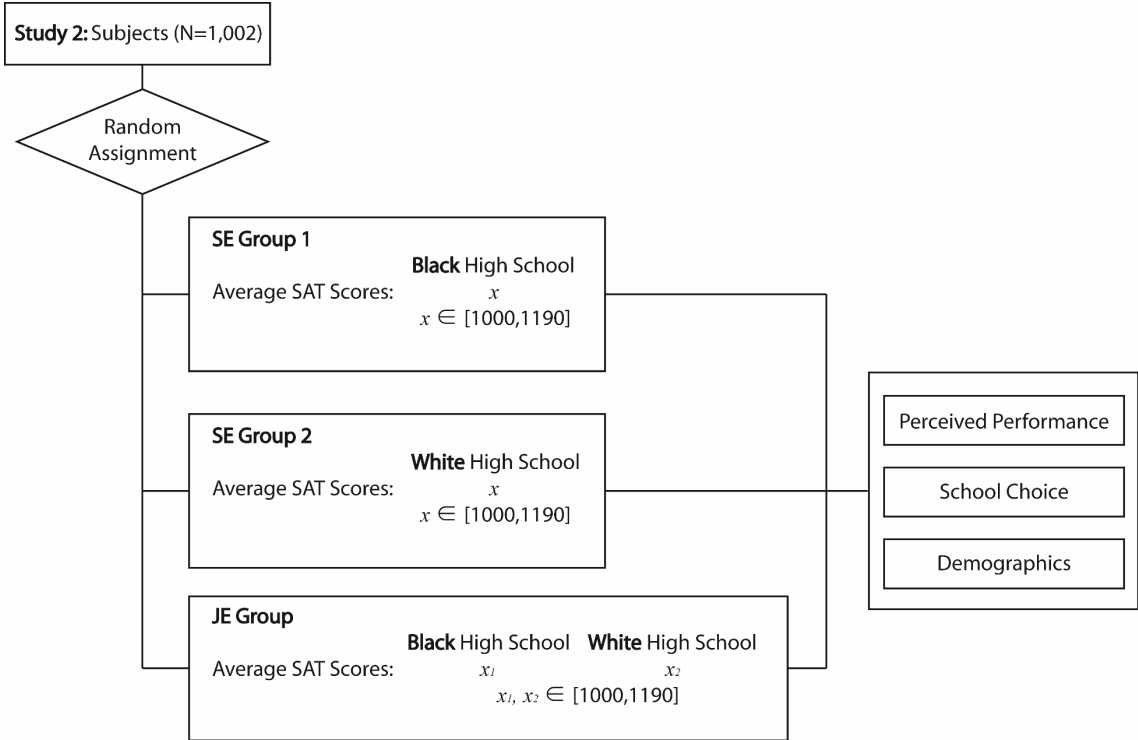 Study 2: Subjects (N=1,002)
Random
Assignment
SE Group 1
Black High School
Average SAT Scores: x
x ∈ [1000,1190]
SE Group 2
White High School
Average SAT Scores: x
x ∈ [1000,1190]
JE Group
Black High School White High School
Average SAT Scores: x₁ x₂
x₁, x₂ ∈ [1000,1190]
Perceived Performance
School Choice
Demographics